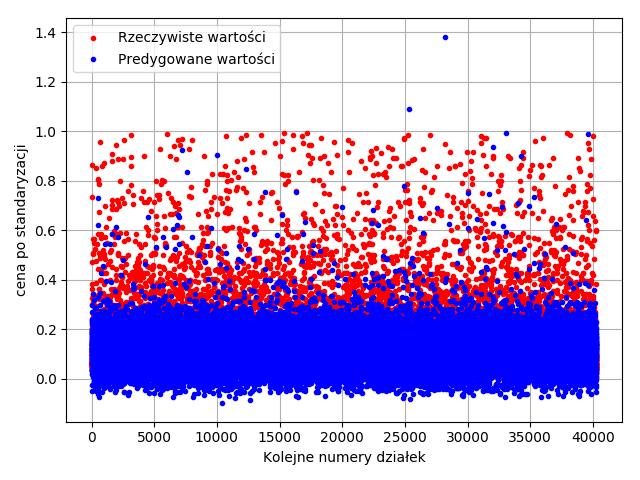 Rzeczywiste wartości
Predygowane wartości
cena po standaryzacji
1.4
1.2
1.0
0.8
0.6
0.4
0.2
0.0
0 5000 10000 15000 20000 25000 30000 35000 40000
Kolejne numery działek